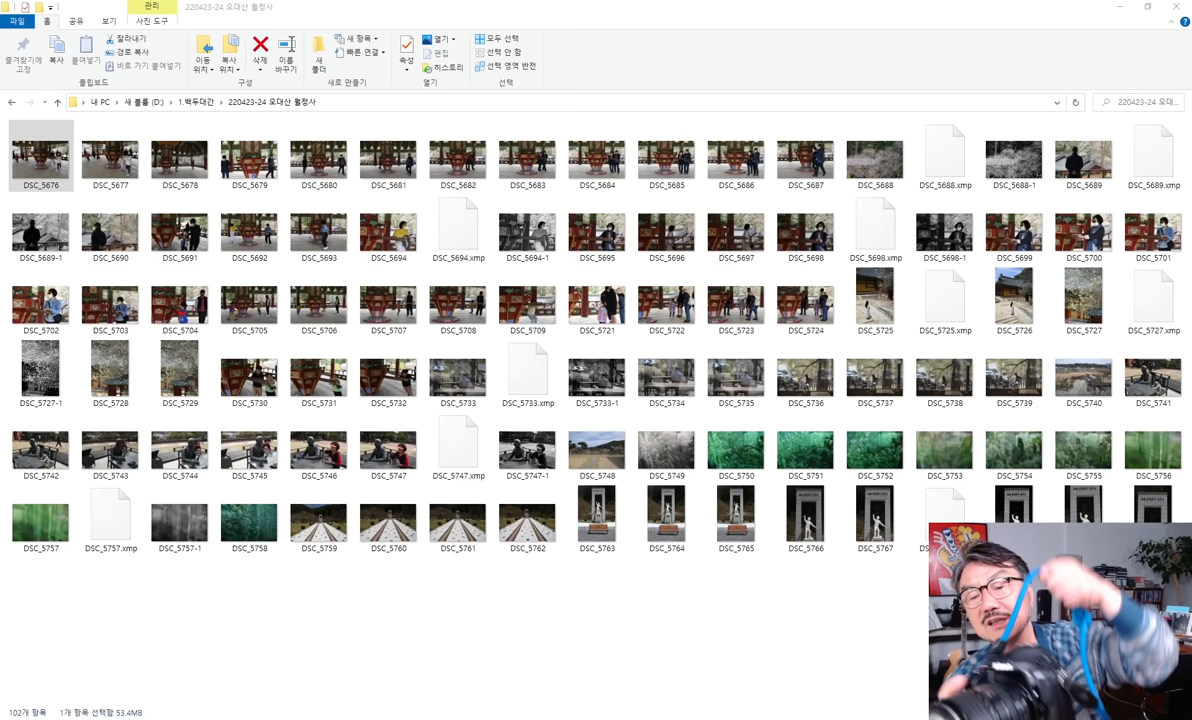 관리
220423-24 오대산 월정사
파일 홈 공유 보기 사진 도구
즐겨찾기에 고정
복사
붙여넣기
잘라내기
경로 복사
바로 가기 붙여넣기
클립보드
이동 위치
복사 위치
삭제
이름 바꾸기
구성
새 폴더
새 항목
빠른 연결
새로 만들기
속성
열기
편집
히스토리
열기
모두 선택
선택 안 함
선택 영역 반전
선택
내 PC > 새 볼륨 (D:) > 1.백두대간 > 220423-24 오대산 월정사
220423-24 오대...
DSC_5676 DSC_5677 DSC_5678 DSC_5679 DSC_5680 DSC_5681 DSC_5682 DSC_5683 DSC_5684 DSC_5685 DSC_5686 DSC_5687 DSC_5688 DSC_5688.xmp DSC_5688-1 DSC_5689 DSC_5689.xmp
DSC_5689-1 DSC_5690 DSC_5691 DSC_5692 DSC_5693 DSC_5694 DSC_5694.xmp DSC_5694-1 DSC_5695 DSC_5696 DSC_5697 DSC_5698 DSC_5698.xmp DSC_5698-1 DSC_5699 DSC_5700 DSC_5701
DSC_5702 DSC_5703 DSC_5704 DSC_5705 DSC_5706 DSC_5707 DSC_5708 DSC_5709 DSC_5721 DSC_5722 DSC_5723 DSC_5724 DSC_5725 DSC_5725.xmp DSC_5726 DSC_5727 DSC_5727.xmp
DSC_5727-1 DSC_5728 DSC_5729 DSC_5730 DSC_5731 DSC_5732 DSC_5733 DSC_5733.xmp DSC_5733-1 DSC_5734 DSC_5735 DSC_5736 DSC_5737 DSC_5738 DSC_5739 DSC_5740 DSC_5741
DSC_5742 DSC_5743 DSC_5744 DSC_5745 DSC_5746 DSC_5747 DSC_5747.xmp DSC_5747-1 DSC_5748 DSC_5749 DSC_5750 DSC_5751 DSC_5752 DSC_5753 DSC_5754 DSC_5755 DSC_5756
DSC_5757 DSC_5757.xmp DSC_5757-1 DSC_5758 DSC_5759 DSC_5760 DSC_5761 DSC_5762 DSC_5763 DSC_5764 DSC_5765 DSC_5766 DSC_5767
102개 항목 1개 항목 선택함 53.4MB